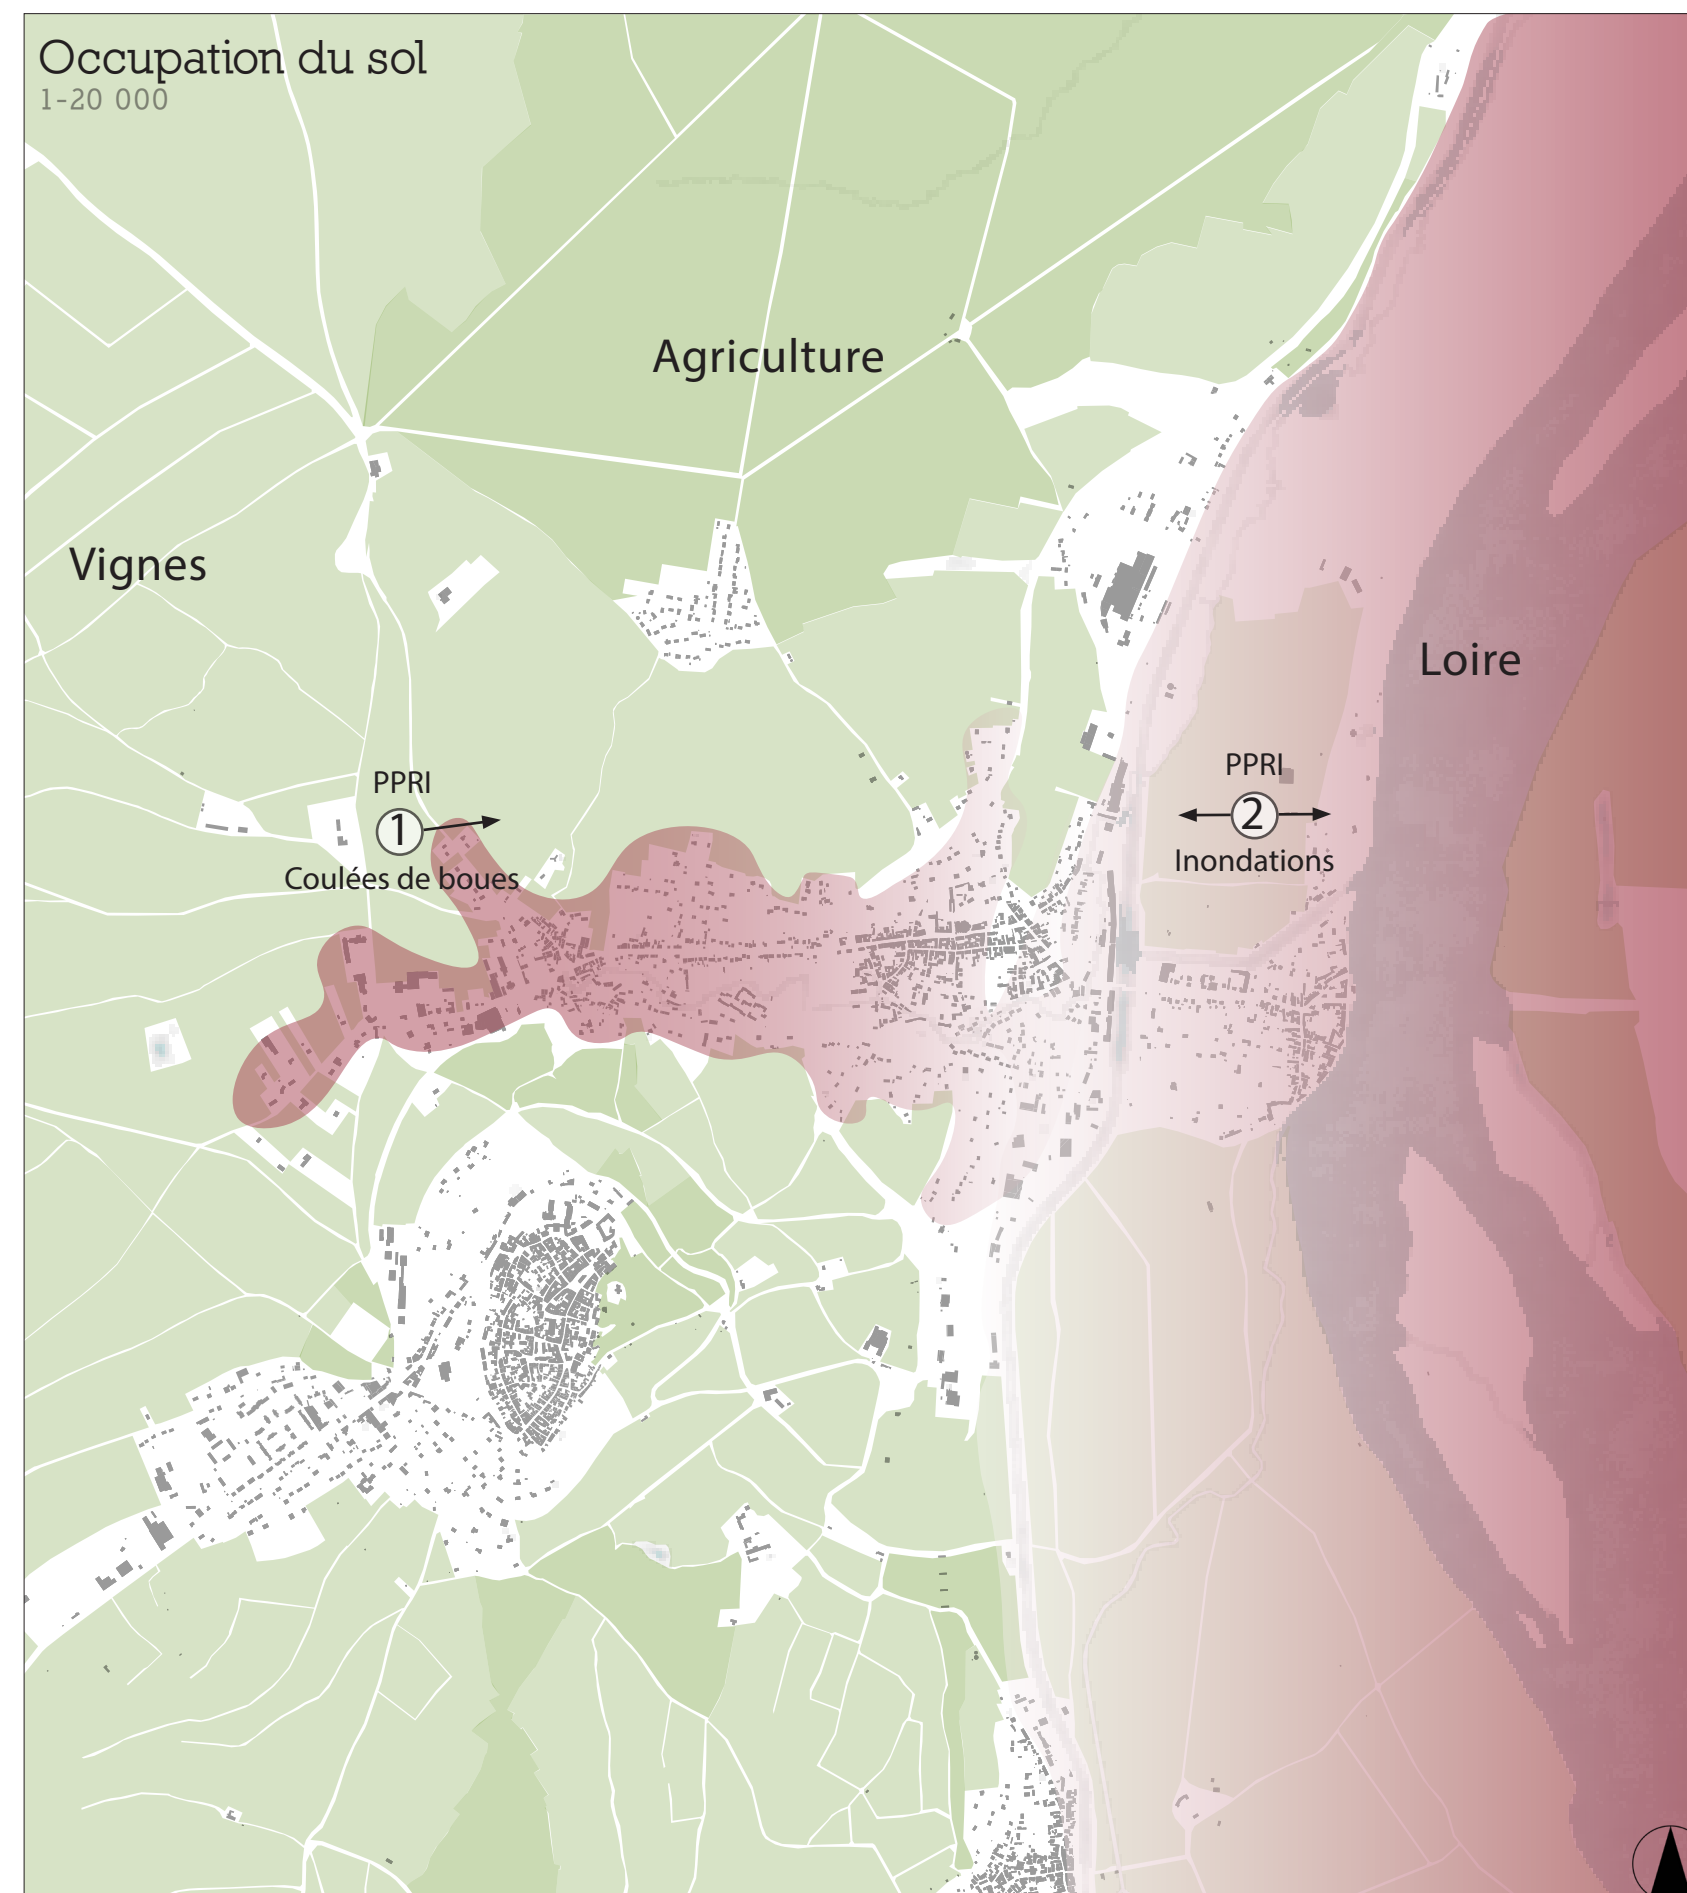 Occupation du sol
1-20 000
Agriculture
Vignes
Loire
PPRI
1
Coulées de boues
PPRI
2
Inondations